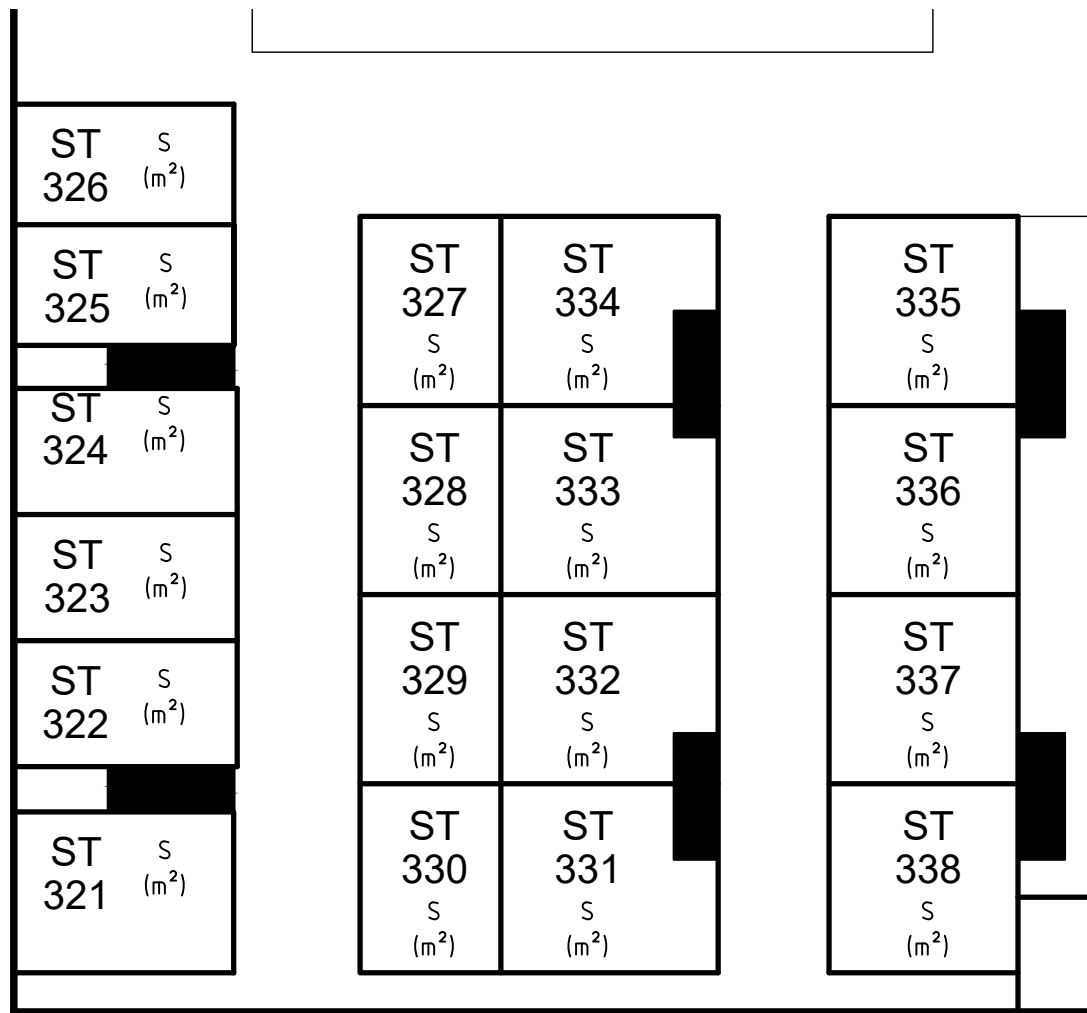 ST S
326 (m²)
ST S
325 (m²)
ST S
324 (m²)
ST S
323 (m²)
ST S
322 (m²)
ST S
321 (m²)
ST
327
S
(m²)
ST
334
S
(m²)
ST
328
S
(m²)
ST
333
S
(m²)
ST
329
S
(m²)
ST
332
S
(m²)
ST
330
S
(m²)
ST
331
S
(m²)
ST
335
S
(m²)
ST
336
S
(m²)
ST
337
S
(m²)
ST
338
S
(m²)